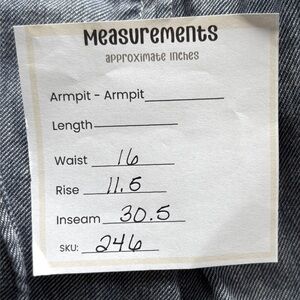 Measurements
approximate inches
Armpit - Armpit
Length
Waist 16
Rise 11.5
Inseam 30.5
SKU: 246